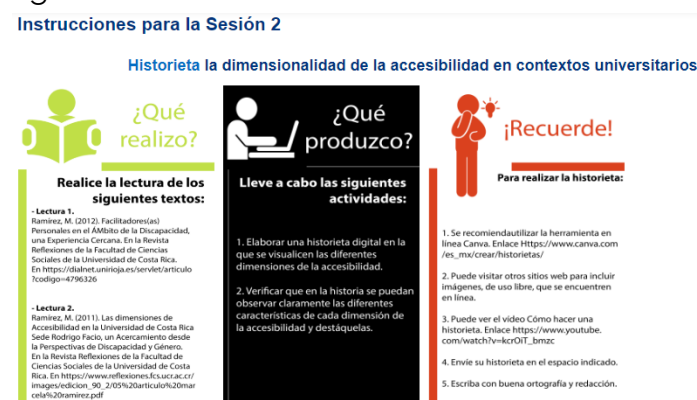 Instrucciones para la Sesión 2
Historieta la dimensionalidad de la accesibilidad en contextos universitarios
¿Qué
realizo?
Realice la lectura de los
siguientes textos:
- Lectura 1.
Ramírez, M. (2012). Facilitadores(as)
Personales en el ÁMbito de la Discapacidad,
una Experiencia Cercana. En la Revista
Reflexiones de la Facultad de Ciencias
Sociales de la Universidad de Costa Rica.
En https://dialnet.unirioja.es/servlet/articulo
?codigo=4796326
- Lectura 2.
Ramírez, M. (2011). Las dimensiones de
Accesibilidad en la Universidad de Costa Rica
Sede Rodrigo Facio, un Acercamiento desde
la Perspectivas de Discapacidad y Género.
En la Revista Reflexiones de la Facultad de
Ciencias Sociales de la Universidad de Costa
Rica. En https://www.reflexiones.fcs.ucr.ac.cr/
images/edicion_90_2/05%20articulo%20mar
cela%20ramirez.pdf
¿Qué
produzco?
Lleve a cabo las siguientes
actividades:
1. Elaborar una historieta digital en la
que se visualicen las diferentes
dimensiones de la accesibilidad.
2. Verificar que en la historia se puedan
observar claramente las diferentes
características de cada dimensión de
la accesibilidad y destáquelas.
¡Recuerde!
Para realizar la historieta:
1. Se recomiendautilizar la herramienta en
línea Canva. Enlace Https://www.canva.com
/es_mx/crear/historietas/
2. Puede visitar otros sitios web para incluir
imágenes, de uso libre, que se encuentren
en línea.
3. Puede ver el vídeo Cómo hacer una
historieta. Enlace https://www.youtube.
com/watch?v=kcrOiT_bmzc
4. Envíe su historieta en el espacio indicado.
5. Escriba con buena ortografía y redacción.